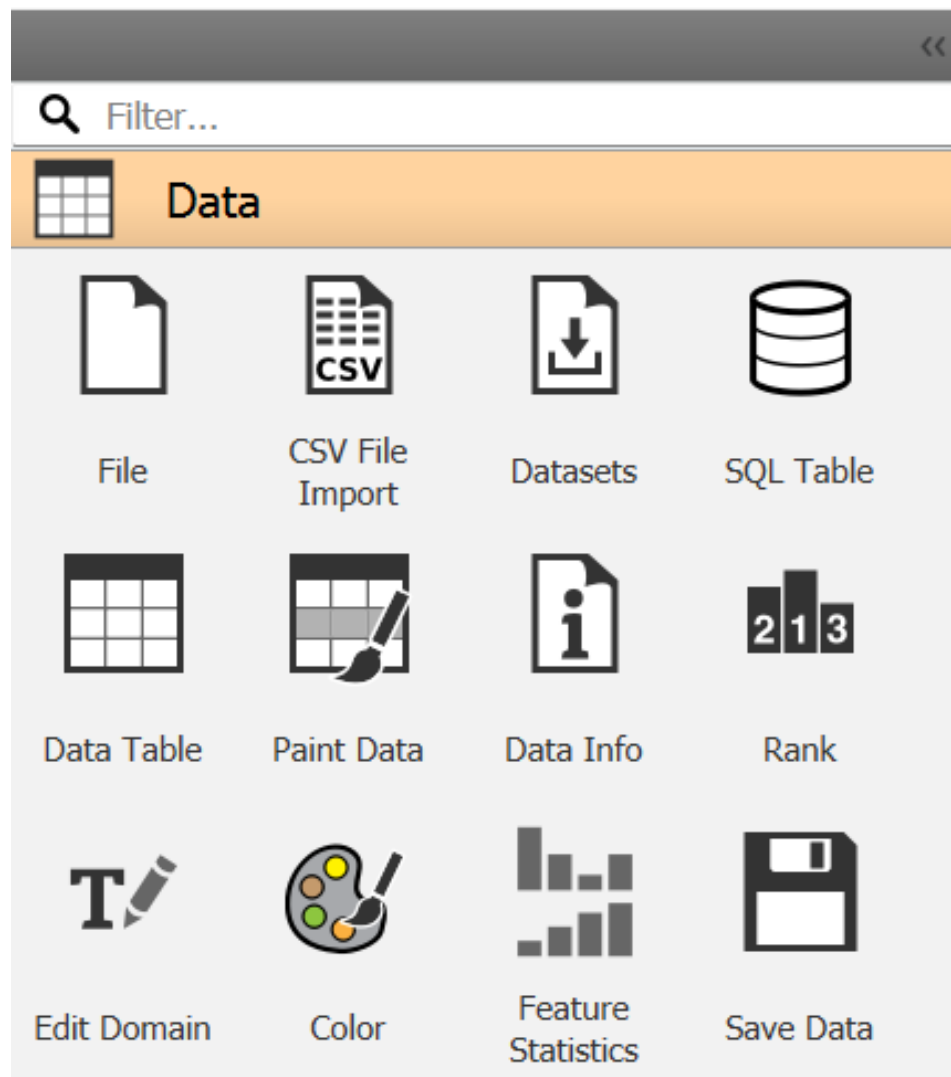 Filter...
Data
CSV
File
CSV File
Import
Datasets
SQL Table
i
2 1 3
Data Table
Paint Data
Data Info
Rank
T
Edit Domain
Color
Feature
Statistics
Save Data